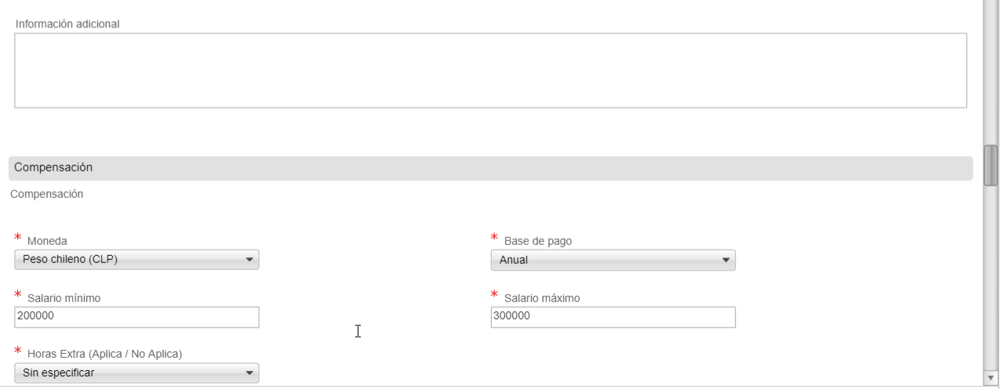 Información adicional
Compensación
Compensación
* Moneda
* Base de pago
Peso chileno (CLP)
Anual
* Salario mínimo
* Salario máximo
200000
300000
* Horas Extra (Aplica / No Aplica)
Sin especificar